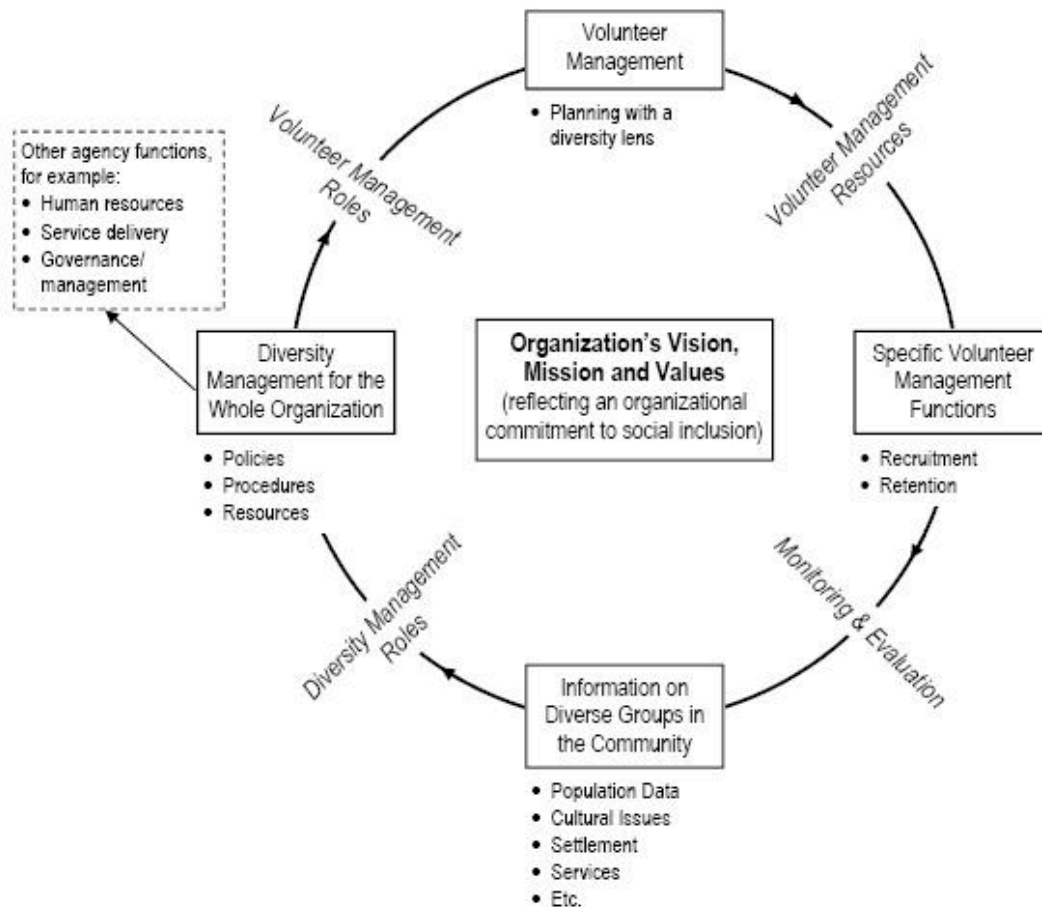 Volunteer
Management
• Planning with a
diversity lens
Volunteer Management
Resources
Specific Volunteer
Management
Functions
• Recruitment
• Retention
Monitoring & Evaluation
Information on
Diverse Groups in
the Community
• Population Data
• Cultural Issues
• Settlement
• Services
• Etc.
Diversity Management
Roles
Diversity
Management for the
Whole Organization
• Policies
• Procedures
• Resources
Other agency functions,
for example:
• Human resources
• Service delivery
• Governance/
management
Volunteer Management
Roles
Organization's Vision,
Mission and Values
(reflecting an organizational
commitment to social inclusion)